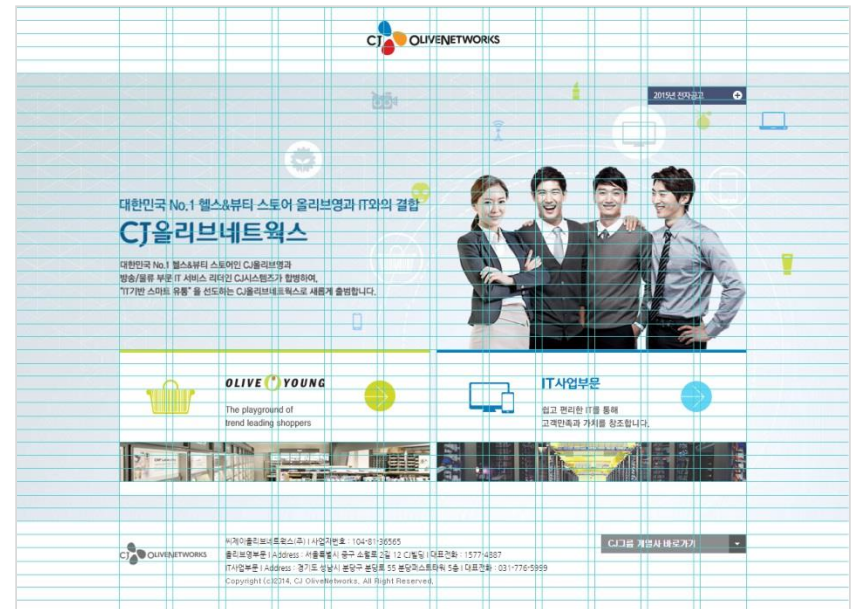 CJ OLIVENETWORKS
2015년 전자공고
대한민국 No.1 헬스&뷰티 스토어 올리브영과 IT와의 결합
CJ올리브네트웍스
대한민국 No.1 헬스&뷰티 스토어인 CJ올리브영과
방송/물류 부문 IT 서비스 리더인 CJ시스템즈가 합병하여,
"IT기반 스마트 유통" 을 선도하는 CJ올리브네트웍스로 새롭게 출범합니다.
OLIVE YOUNG
The playground of
trend leading shoppers
IT사업부문
쉽고 편리한 IT를 통해
고객만족과 가치를 창조합니다.
CJ OLIVENETWORKS
씨제이올리브네트웍스(주) | 사업자번호 : 104-81-36565
올리브영부문 | Address : 서울특별시 중구 소월로 2길 12 CJ빌딩 | 대표전화 : 1577-4887
IT사업부문 | Address : 경기도 성남시 분당구 분당로 55 분당퍼스트타워 5층 | 대표전화 : 031-776-5999
Copyright (c)2014, CJ OliveNetworks, All Right Reserved.
CJ그룹 계열사 바로가기